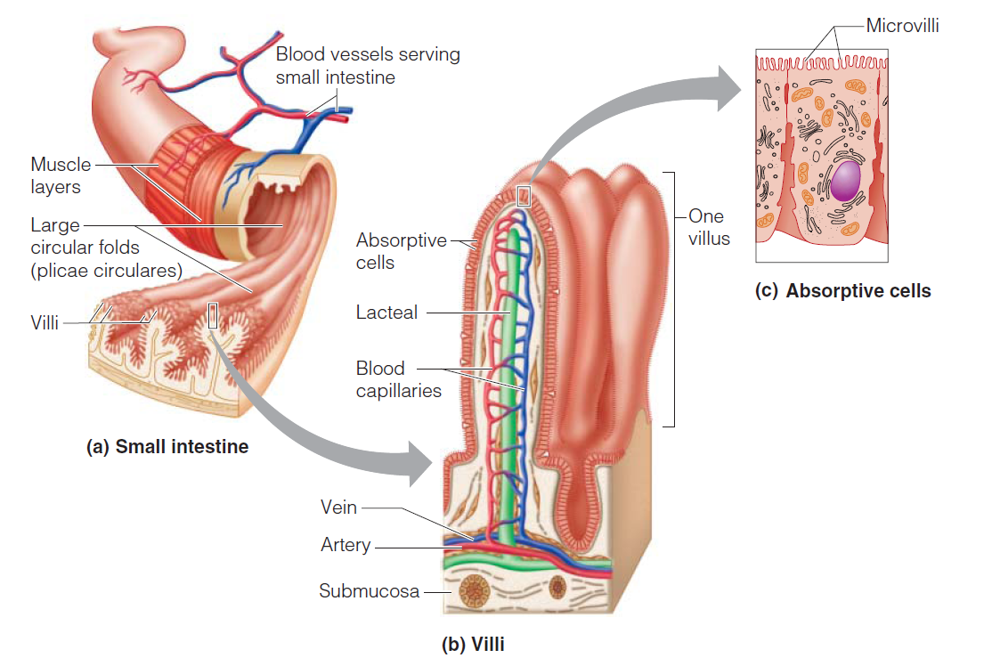 Microvilli
Blood vessels serving
small intestine
Muscle
layers
Large
circular folds
(plicae circulares)
Villi
(a) Small intestine
Absorptive
cells
Lacteal
Blood
capillaries
One
villus
Vein
Artery
Submucosa
(b) Villi
(c) Absorptive cells